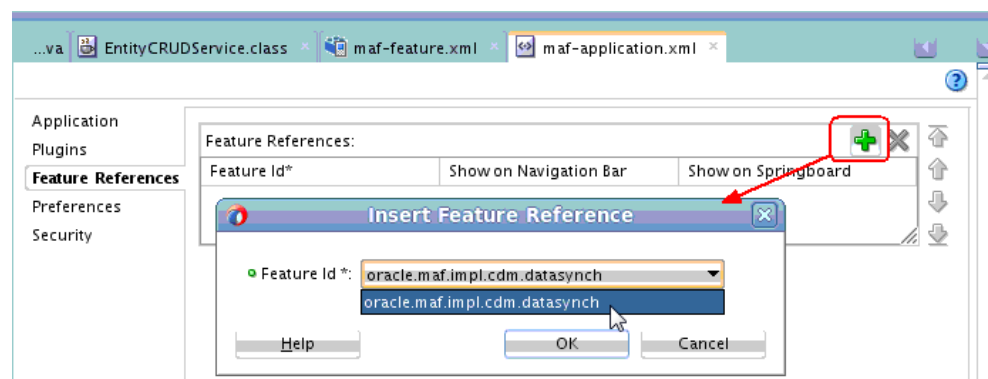 ...va EntityCRUDService.class maf-feature.xml maf-application.xml
Application
Plugins
Feature References
Preferences
Security
Feature References:
Feature Id* Show on Navigation Bar Show on Springboard
Insert Feature Reference
Feature Id *: oracle.maf.impl.cdm.datasynch
oracle.maf.impl.cdm.datasynch
Help OK Cancel